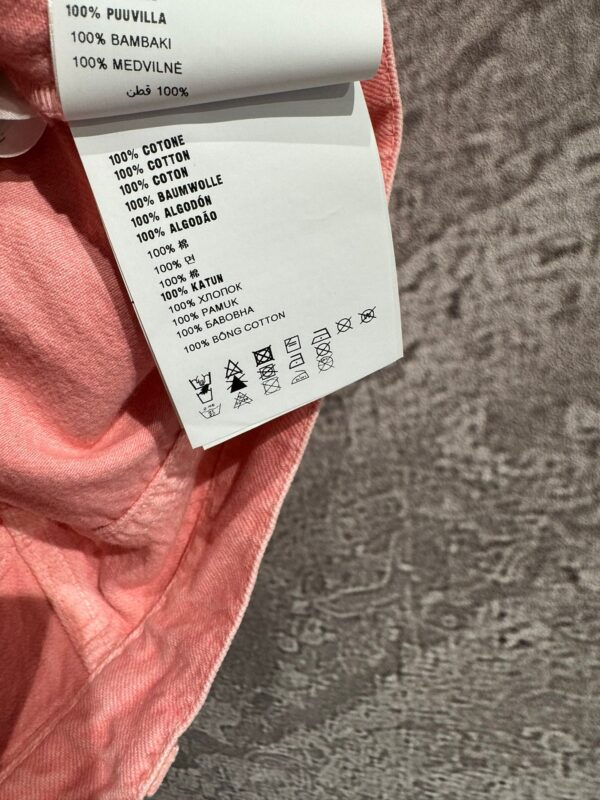 100% PUUVILLA
100% BAMBAKI
100% MEDVILNĖ
100% قطن
100% COTONE
100% COTTON
100% COTON
100% BAUMWOLLE
100% ALGODÓN
100% ALGODÃO
100% 棉
100% 면
100% 棉
100% KATUN
100% ХЛОПОК
100% PAMUK
100% БАВОВНА
100% BÔNG COTTON